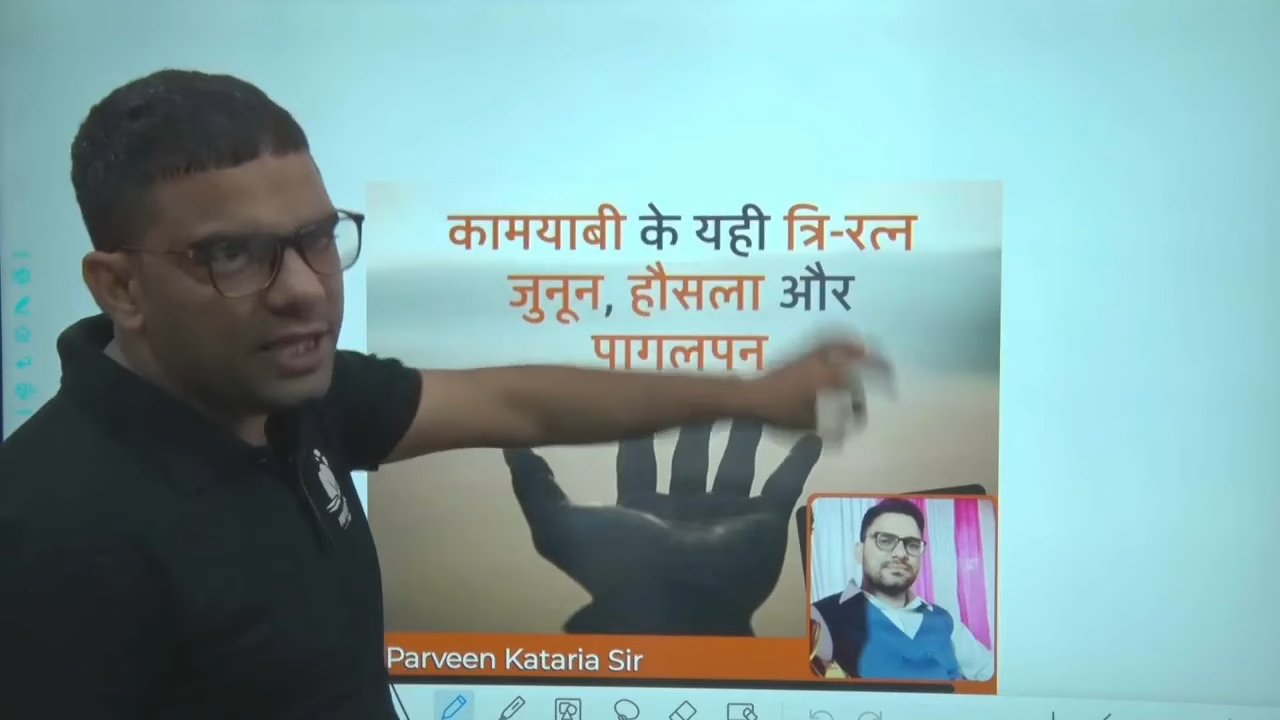 कामयाबी के यही त्रि-रत्न
जुनून, हौसला और
पागलपन
Parveen Kataria Sir